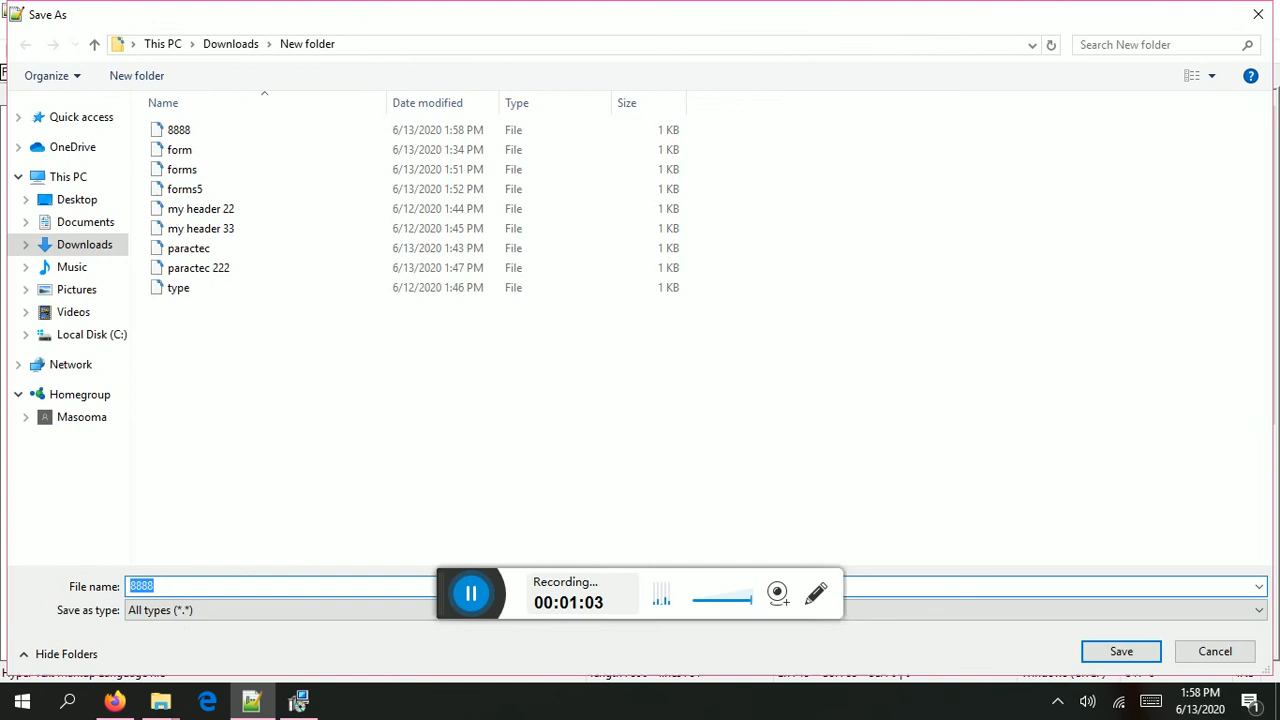 Save As
This PC
Downloads
New folder
Search New folder
Organize
New folder
Name
Date modified
Type
Size
Quick access
OneDrive
This PC
Desktop
Documents
Downloads
Music
Pictures
Videos
Local Disk (C:)
Network
Homegroup
Masooma
8888 6/13/2020 1:58 PM File 1 KB
form 6/13/2020 1:34 PM File 1 KB
forms 6/13/2020 1:51 PM File 1 KB
forms5 6/13/2020 1:52 PM File 1 KB
my header 22 6/12/2020 1:44 PM File 1 KB
my header 33 6/12/2020 1:45 PM File 1 KB
paractec 6/13/2020 1:43 PM File 1 KB
paractec 222 6/13/2020 1:47 PM File 1 KB
type 6/12/2020 1:46 PM File 1 KB
File name: 8888
Save as type: All types (*.*)
Recording...
00:01:03
Hide Folders
Save
Cancel
1:58 PM
6/13/2020
1